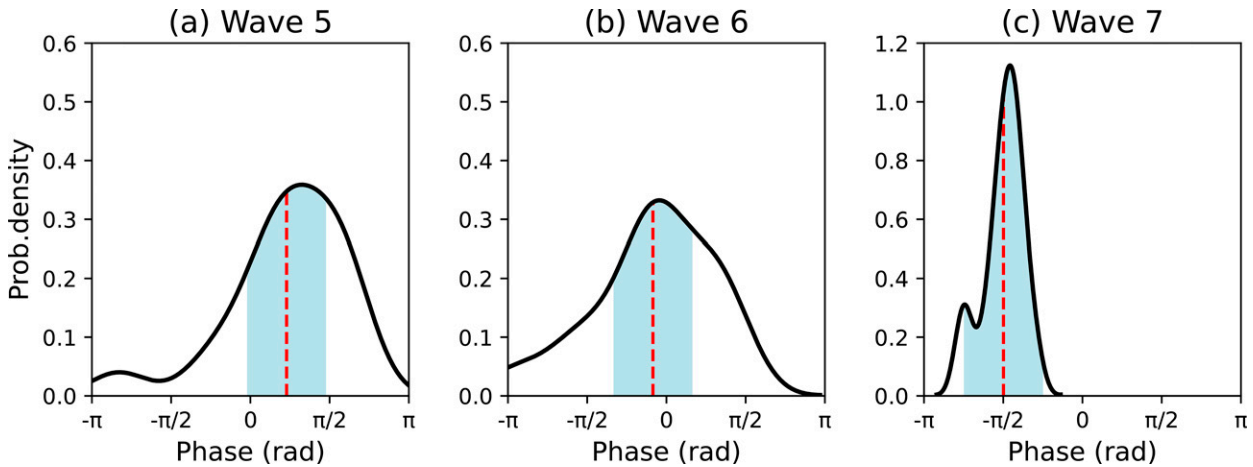 (a) Wave 5
0.6
0.5
0.4
0.3
0.2
0.1
0.0
Prob.density
-π -π/2 0 π/2 π
Phase (rad)
(b) Wave 6
0.6
0.5
0.4
0.3
0.2
0.1
0.0
-π -π/2 0 π/2 π
Phase (rad)
(c) Wave 7
1.2
1.0
0.8
0.6
0.4
0.2
0.0
-π -π/2 0 π/2 π
Phase (rad)